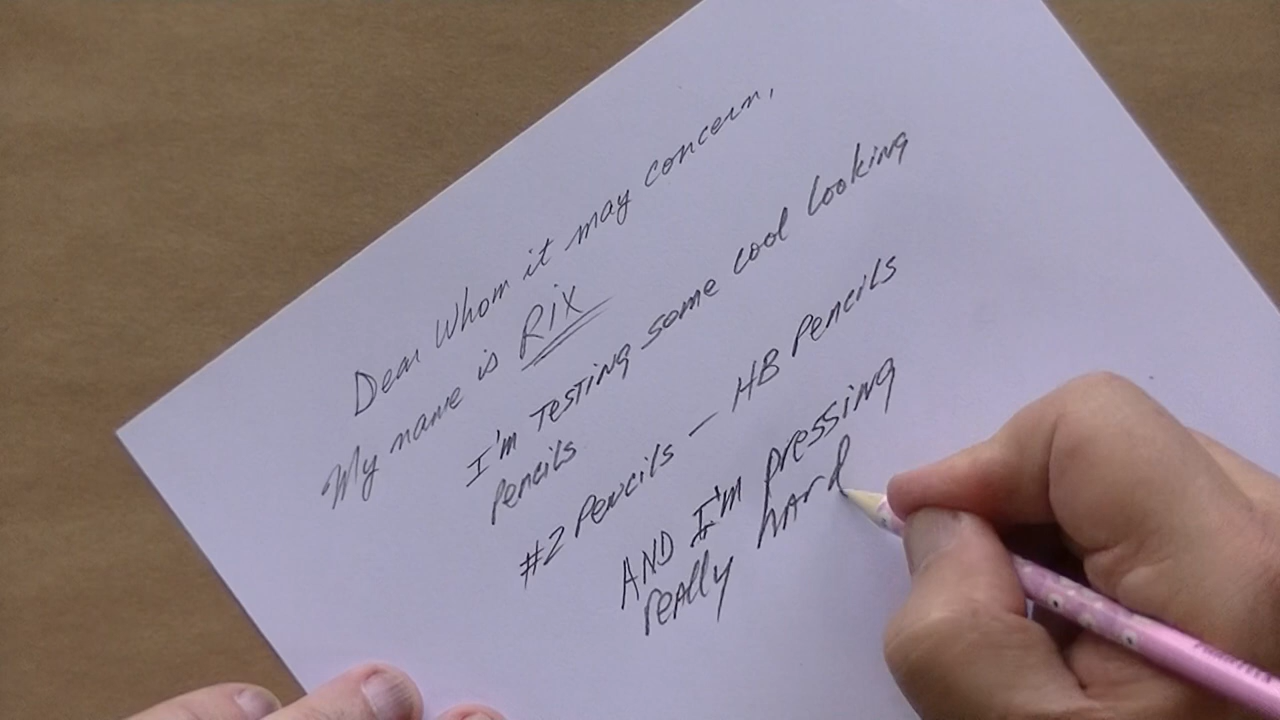 Dear Whom it may concern,
My name is Rix
I'm TESTING some cool looking
Pencils
#2 Pencils — HB Pencils
AND I'm pressing
really hard